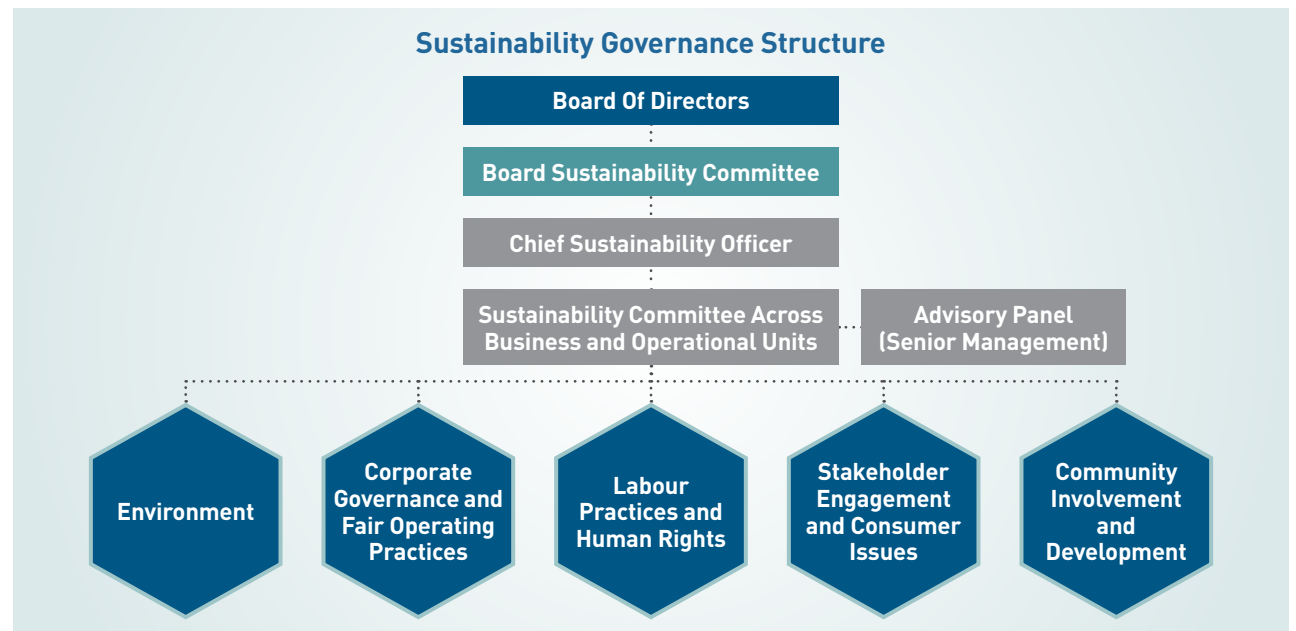 Sustainability Governance Structure
Board Of Directors
Board Sustainability Committee
Chief Sustainability Officer
Sustainability Committee Across
Business and Operational Units
Advisory Panel
(Senior Management)
Environment
Corporate
Governance and
Fair Operating
Practices
Labour
Practices and
Human Rights
Stakeholder
Engagement
and Consumer
Issues
Community
Involvement
and
Development